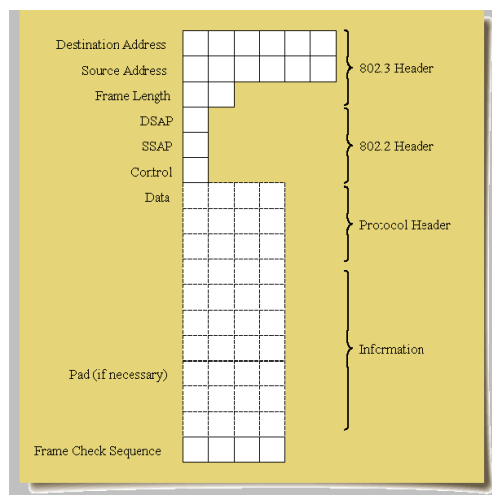 Destination Address
Source Address
802.3 Header
Frame Length
DSAP
SSAP
802.2 Header
Control
Data
Protocol Header
Information
Pad (if necessary)
Frame Check Sequence